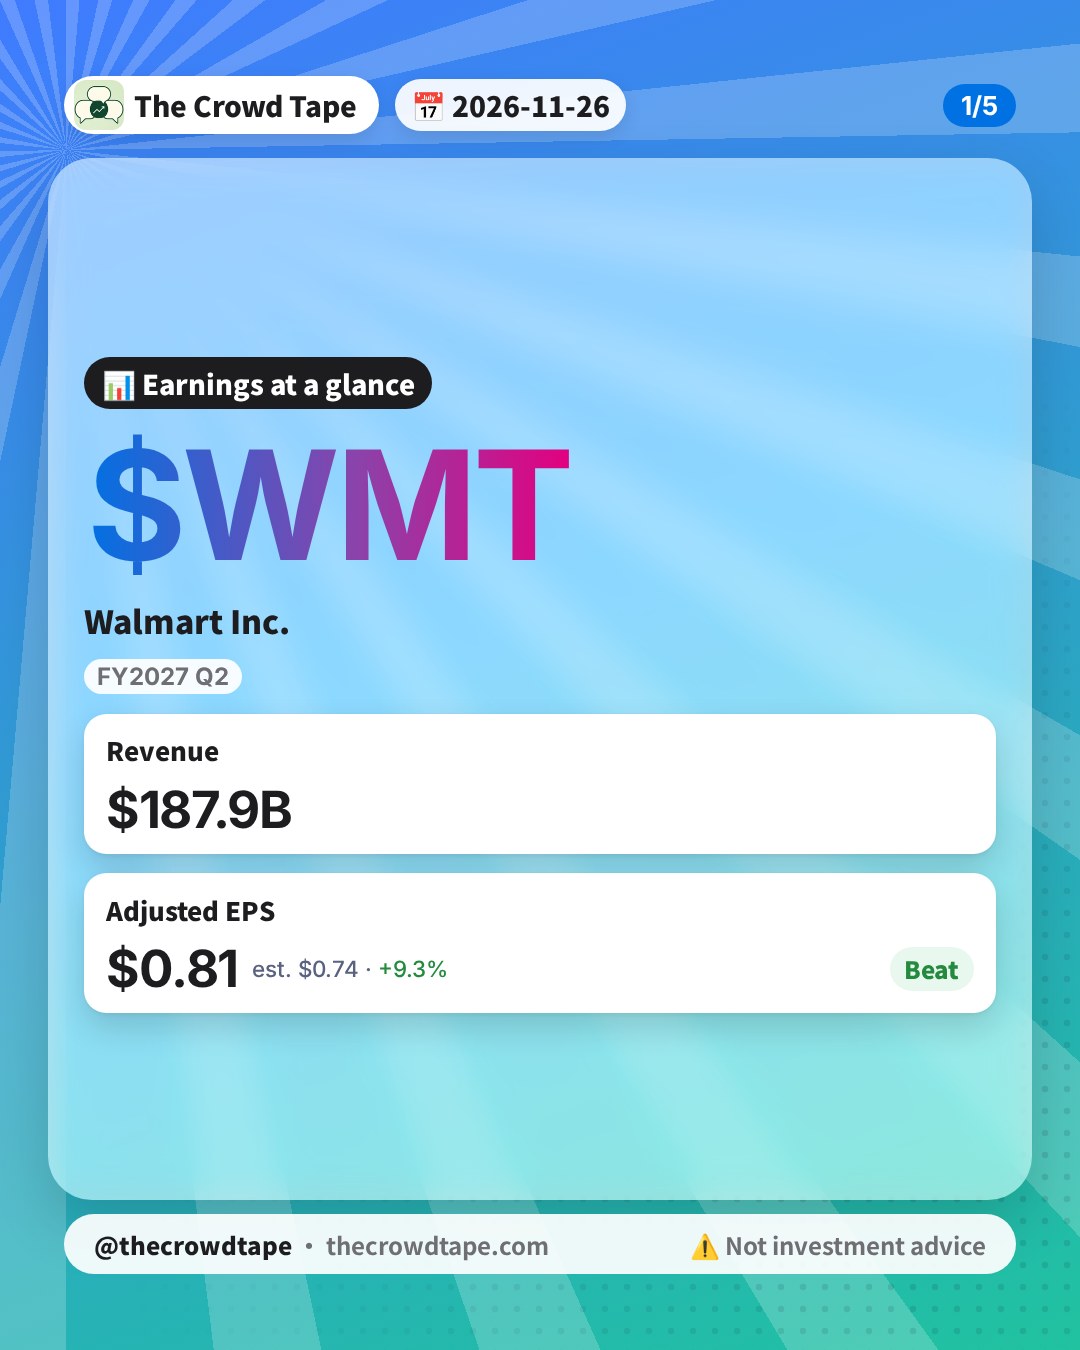 The Crowd Tape
📅 2026-11-26
1/5
📊 Earnings at a glance
$WMT
Walmart Inc.
FY2027 Q2
Revenue
$187.9B
Adjusted EPS
$0.81 est. $0.74 · +9.3%
Beat
@thecrowdtape • thecrowdtape.com
⚠️ Not investment advice